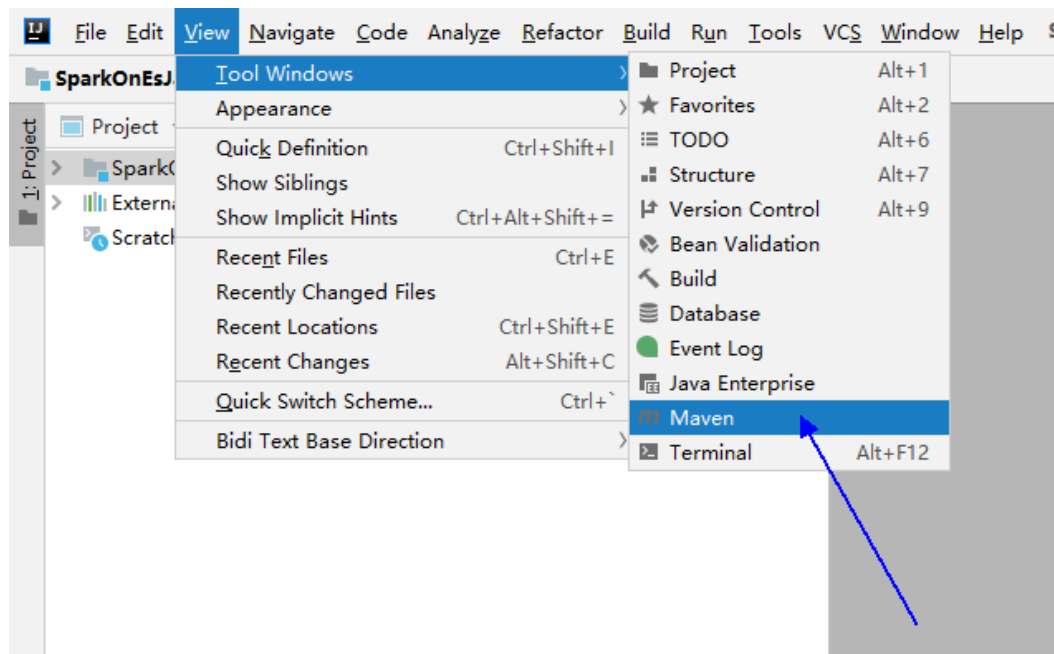 IJ
File Edit View Navigate Code Analyze Refactor Build Run Tools VCS Window Help
SparkOnEsJ
1: Project
Project
SparkO
Externa
Scratch
Tool Windows
Appearance
Quick Definition Ctrl+Shift+I
Show Siblings
Show Implicit Hints Ctrl+Alt+Shift+=
Recent Files Ctrl+E
Recently Changed Files
Recent Locations Ctrl+Shift+E
Recent Changes Alt+Shift+C
Quick Switch Scheme... Ctrl+`
Bidi Text Base Direction
Project Alt+1
Favorites Alt+2
TODO Alt+6
Structure Alt+7
Version Control Alt+9
Bean Validation
Build
Database
Event Log
Java Enterprise
Maven
Terminal Alt+F12